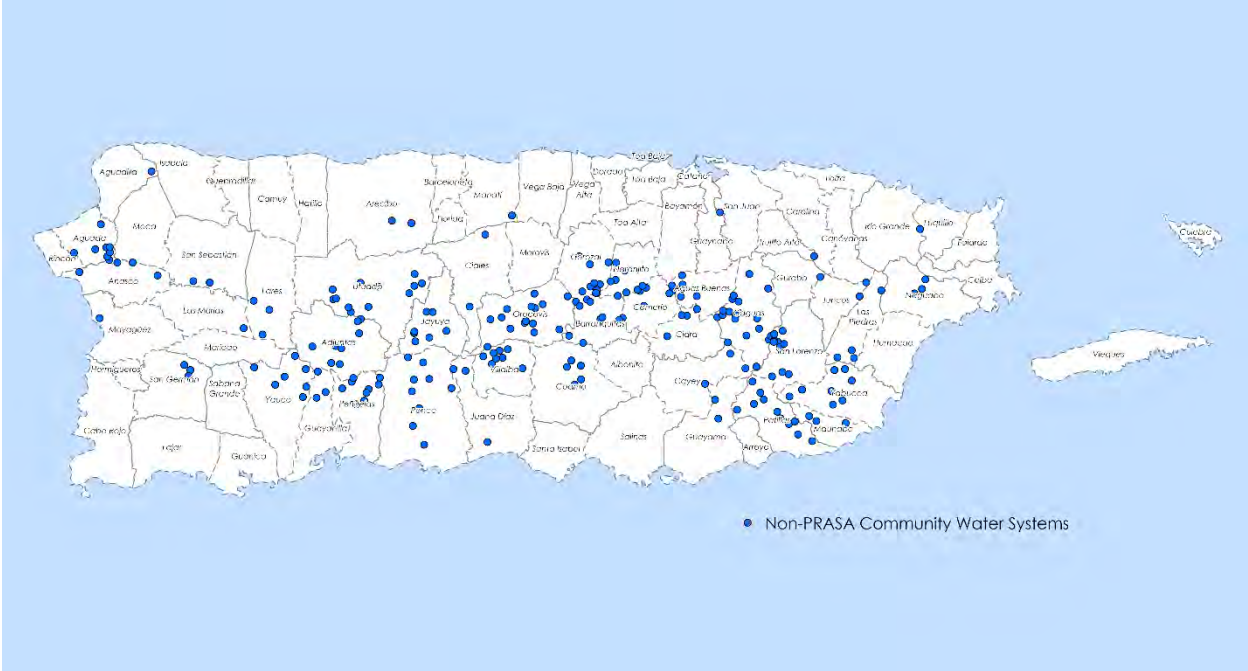 Isabela
Aguadilla
Quebradillas
Camuy
Hatillo
Arecibo
Barceloneta
Manatí
Vega Baja
Vega
Alta
Dorado
Toa Baja
Toa Baja
Cataño
San Juan
Loíza
Carolina
Bayamón
Toa Alta
Florida
Moca
Aguada
Rincón
Añasco
San Sebastián
Lares
Utuado
Ciales
Morovis
Corozal
Naranjito
Guaynabo
Trujillo Alto
Canóvanas
Río Grande
Luquillo
Fajardo
Culebra
Ceiba
Naguabo
Gurabo
Juncos
Las
Piedras
Humacao
Aguas Buenas
Caguas
Comerío
Cidra
Barranquitas
Orocovis
Jayuya
Las Marías
Mayagüez
Maricao
Adjuntas
Hormigueros
San Germán
Sabana
Grande
Yauco
Peñuelas
Villalba
Coamo
Aibonito
San Lorenzo
Cayey
Yabucoa
Patillas
Maunabo
Ponce
Juana Díaz
Guayanilla
Cabo Rojo
Lajas
Guánica
Santa Isabel
Salinas
Guayama
Arroyo
Vieques
Non-PRASA Community Water Systems